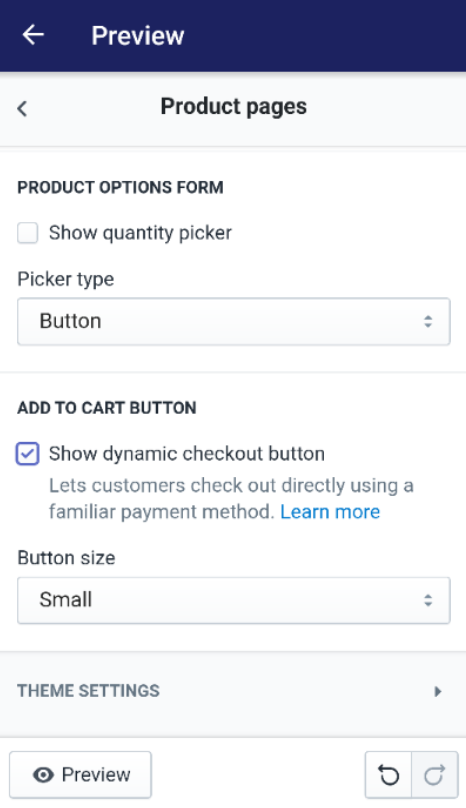 Preview
Product pages
PRODUCT OPTIONS FORM
Show quantity picker
Picker type
Button
ADD TO CART BUTTON
Show dynamic checkout button
Lets customers check out directly using a
familiar payment method. Learn more
Button size
Small
THEME SETTINGS
Preview